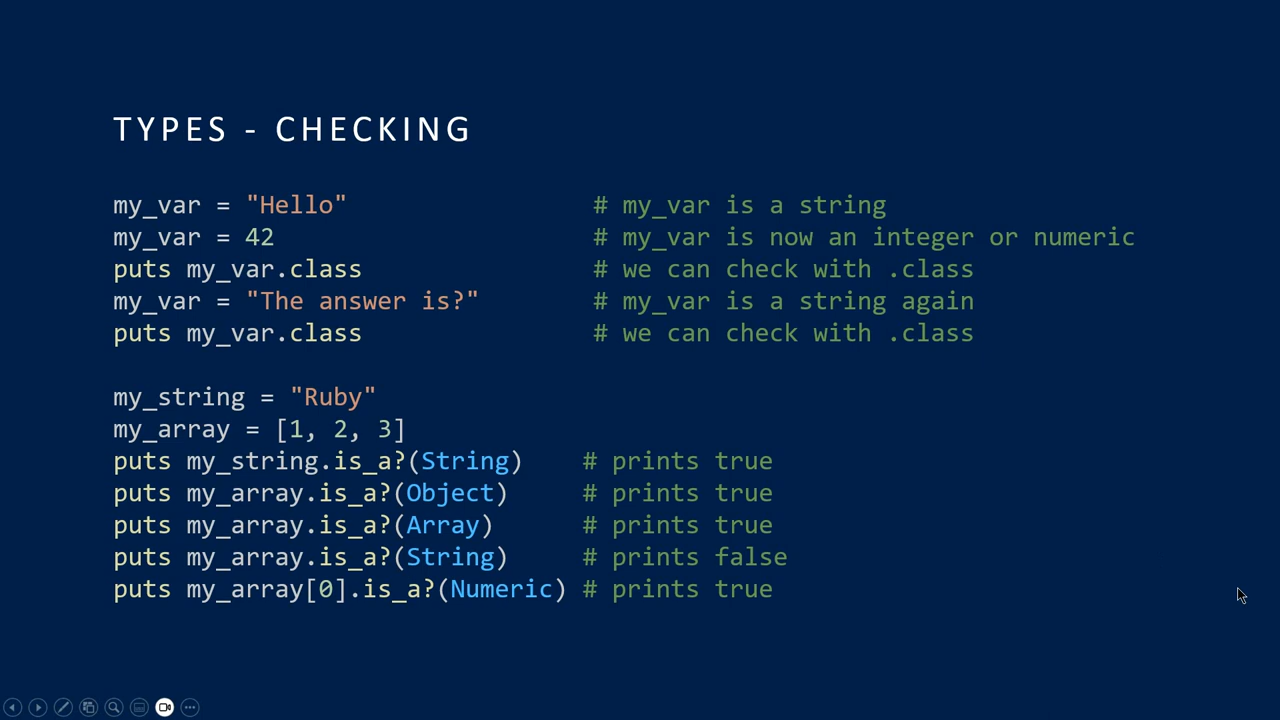 TYPES - CHECKING
my_var = "Hello" # my_var is a string
my_var = 42 # my_var is now an integer or numeric
puts my_var.class # we can check with .class
my_var = "The answer is?" # my_var is a string again
puts my_var.class # we can check with .class
my_string = "Ruby"
my_array = [1, 2, 3]
puts my_string.is_a?(String) # prints true
puts my_array.is_a?(Object) # prints true
puts my_array.is_a?(Array) # prints true
puts my_array.is_a?(String) # prints false
puts my_array[0].is_a?(Numeric) # prints true